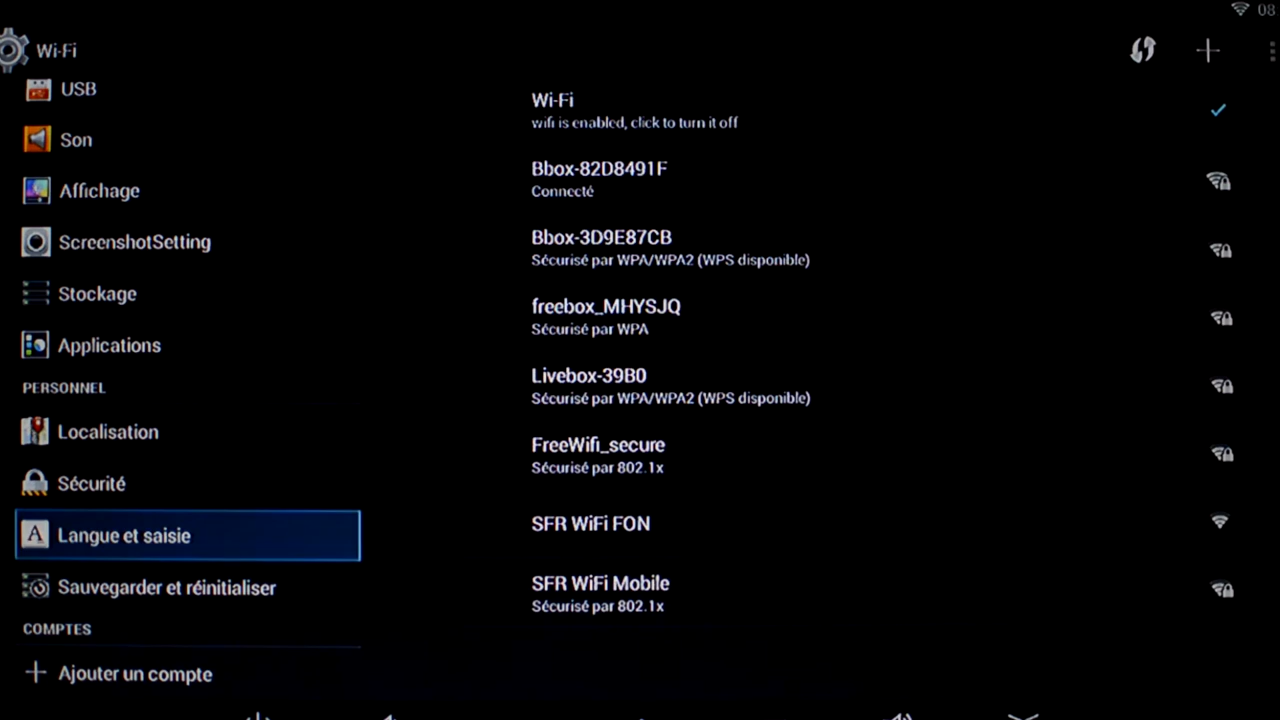 08
Wi-Fi
USB
Son
Affichage
ScreenshotSetting
Stockage
Applications
PERSONNEL
Localisation
Sécurité
Langue et saisie
Sauvegarder et réinitialiser
COMPTES
Ajouter un compte
Wi-Fi
wifi is enabled, click to turn it off
Bbox-82D8491F
Connecté
Bbox-3D9E87CB
Sécurisé par WPA/WPA2 (WPS disponible)
freebox_MHYSJQ
Sécurisé par WPA
Livebox-39B0
Sécurisé par WPA/WPA2 (WPS disponible)
FreeWifi_secure
Sécurisé par 802.1x
SFR WiFi FON
SFR WiFi Mobile
Sécurisé par 802.1x